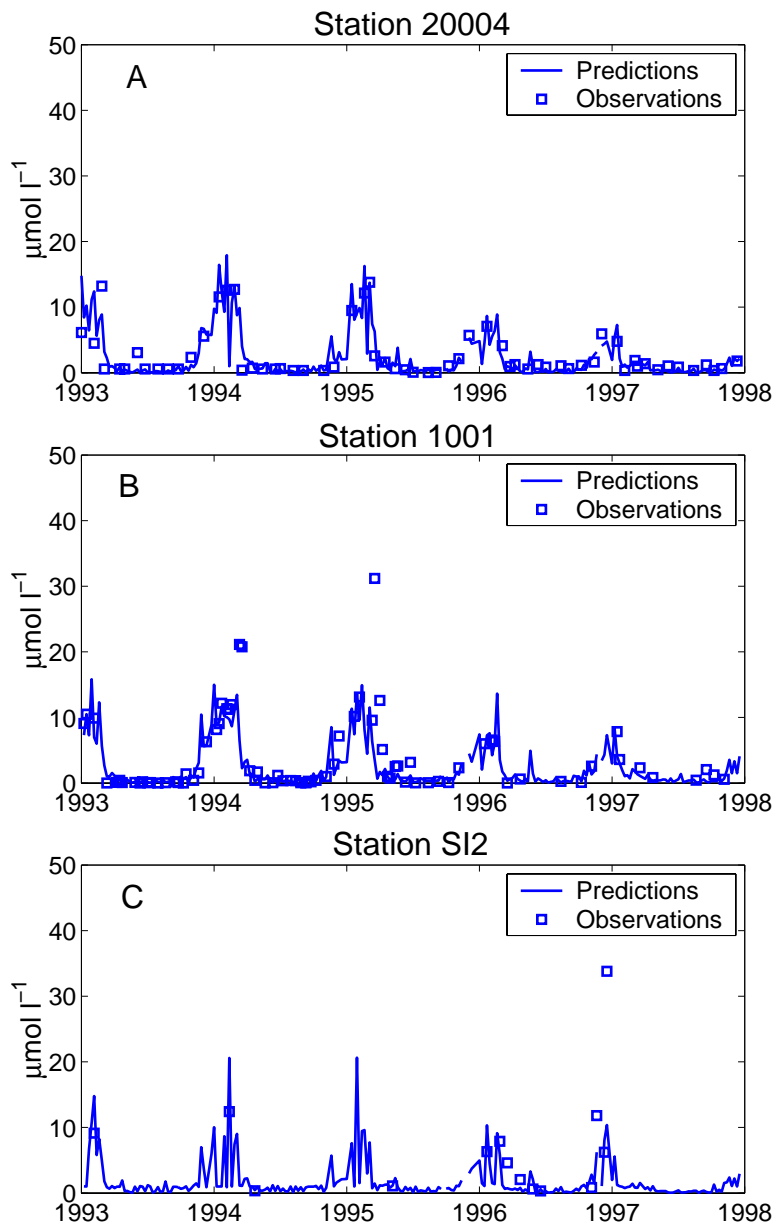 Station 20004
50
A
Predictions
Observations
40
30
20
10
0
µmol l⁻¹
1993 1994 1995 1996 1997 1998
Station 1001
50
B
Predictions
Observations
40
30
20
10
0
µmol l⁻¹
1993 1994 1995 1996 1997 1998
Station SI2
50
C
Predictions
Observations
40
30
20
10
0
µmol l⁻¹
1993 1994 1995 1996 1997 1998